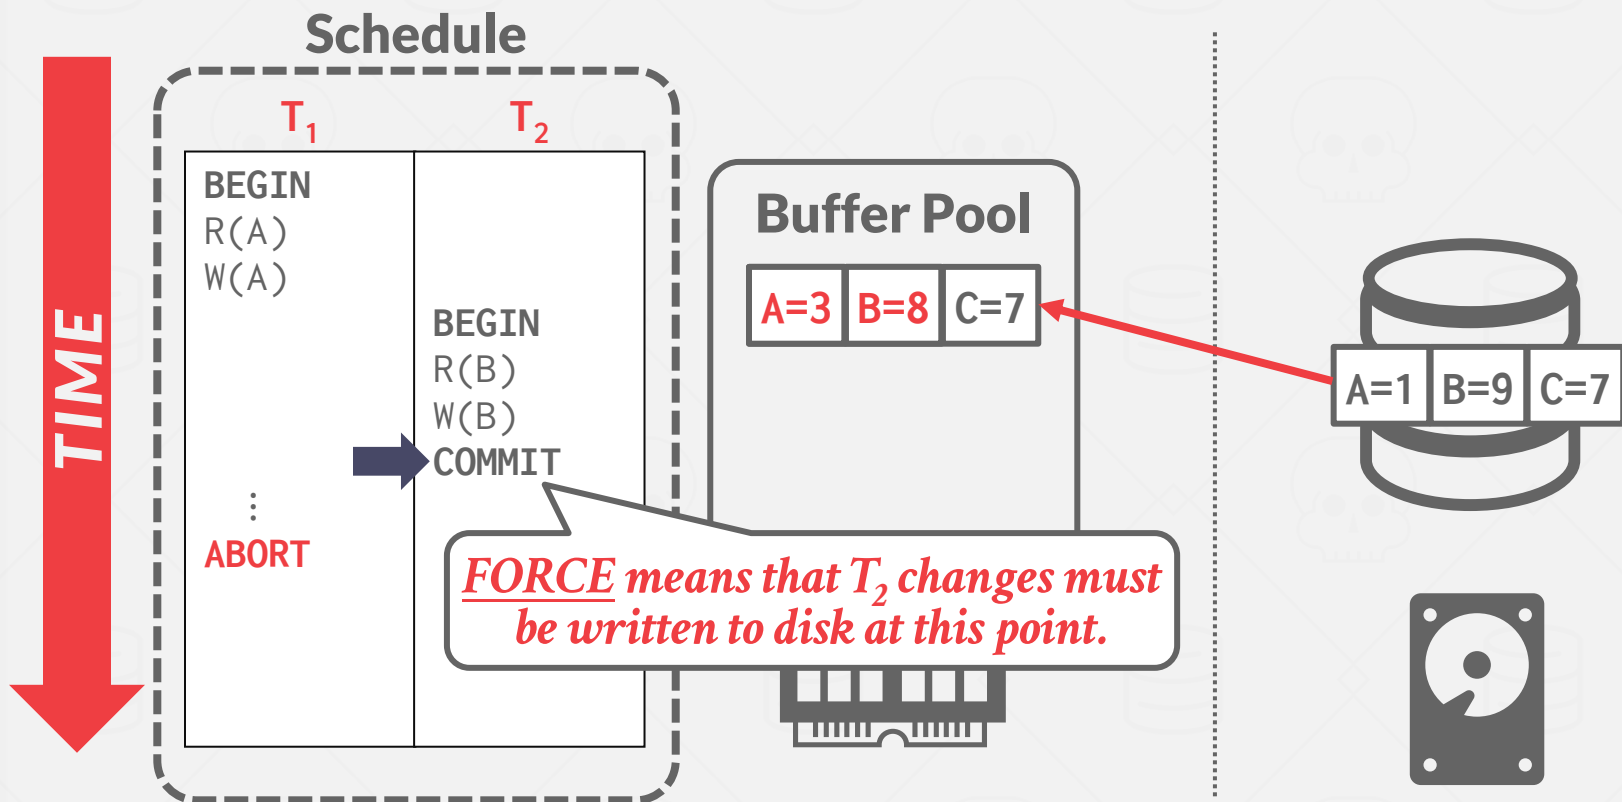 Schedule
TIME
T1
T2
BEGIN
R(A)
W(A)
⋮
ABORT
BEGIN
R(B)
W(B)
COMMIT
FORCE means that T2 changes must
be written to disk at this point.
Buffer Pool
A=3 B=8 C=7
A=1 B=9 C=7